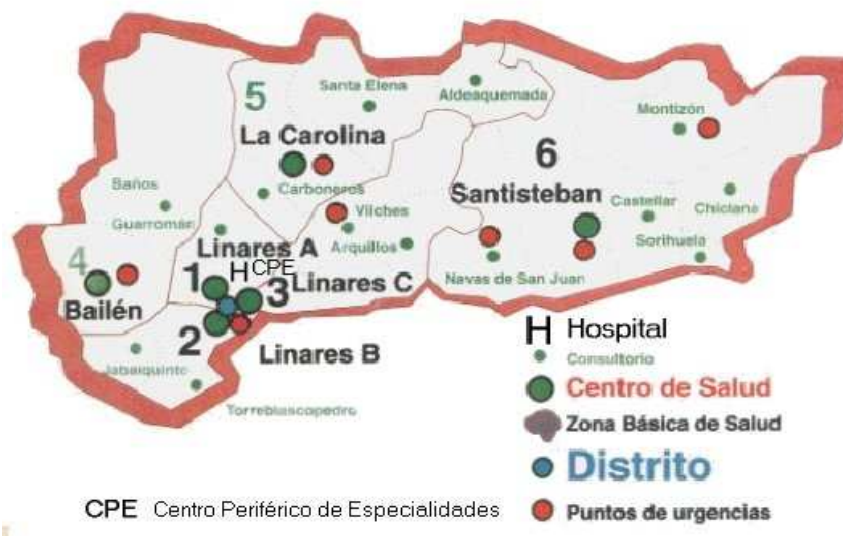 Santa Elena
Aldeaquemada
5
La Carolina
Montizón
6
Santisteban
Baños
Carboneros
Castellar
Chiclana
Guarromán
Vilches
Linares A
Arquillos
Sorihuela
4
H CPE
1
3
Linares C
Navas de San Juan
Bailén
2
Linares B
Jabalquinto
Torreblascopedro
H Hospital
Consultorio
Centro de Salud
Zona Básica de Salud
Distrito
Puntos de urgencias
CPE Centro Periférico de Especialidades